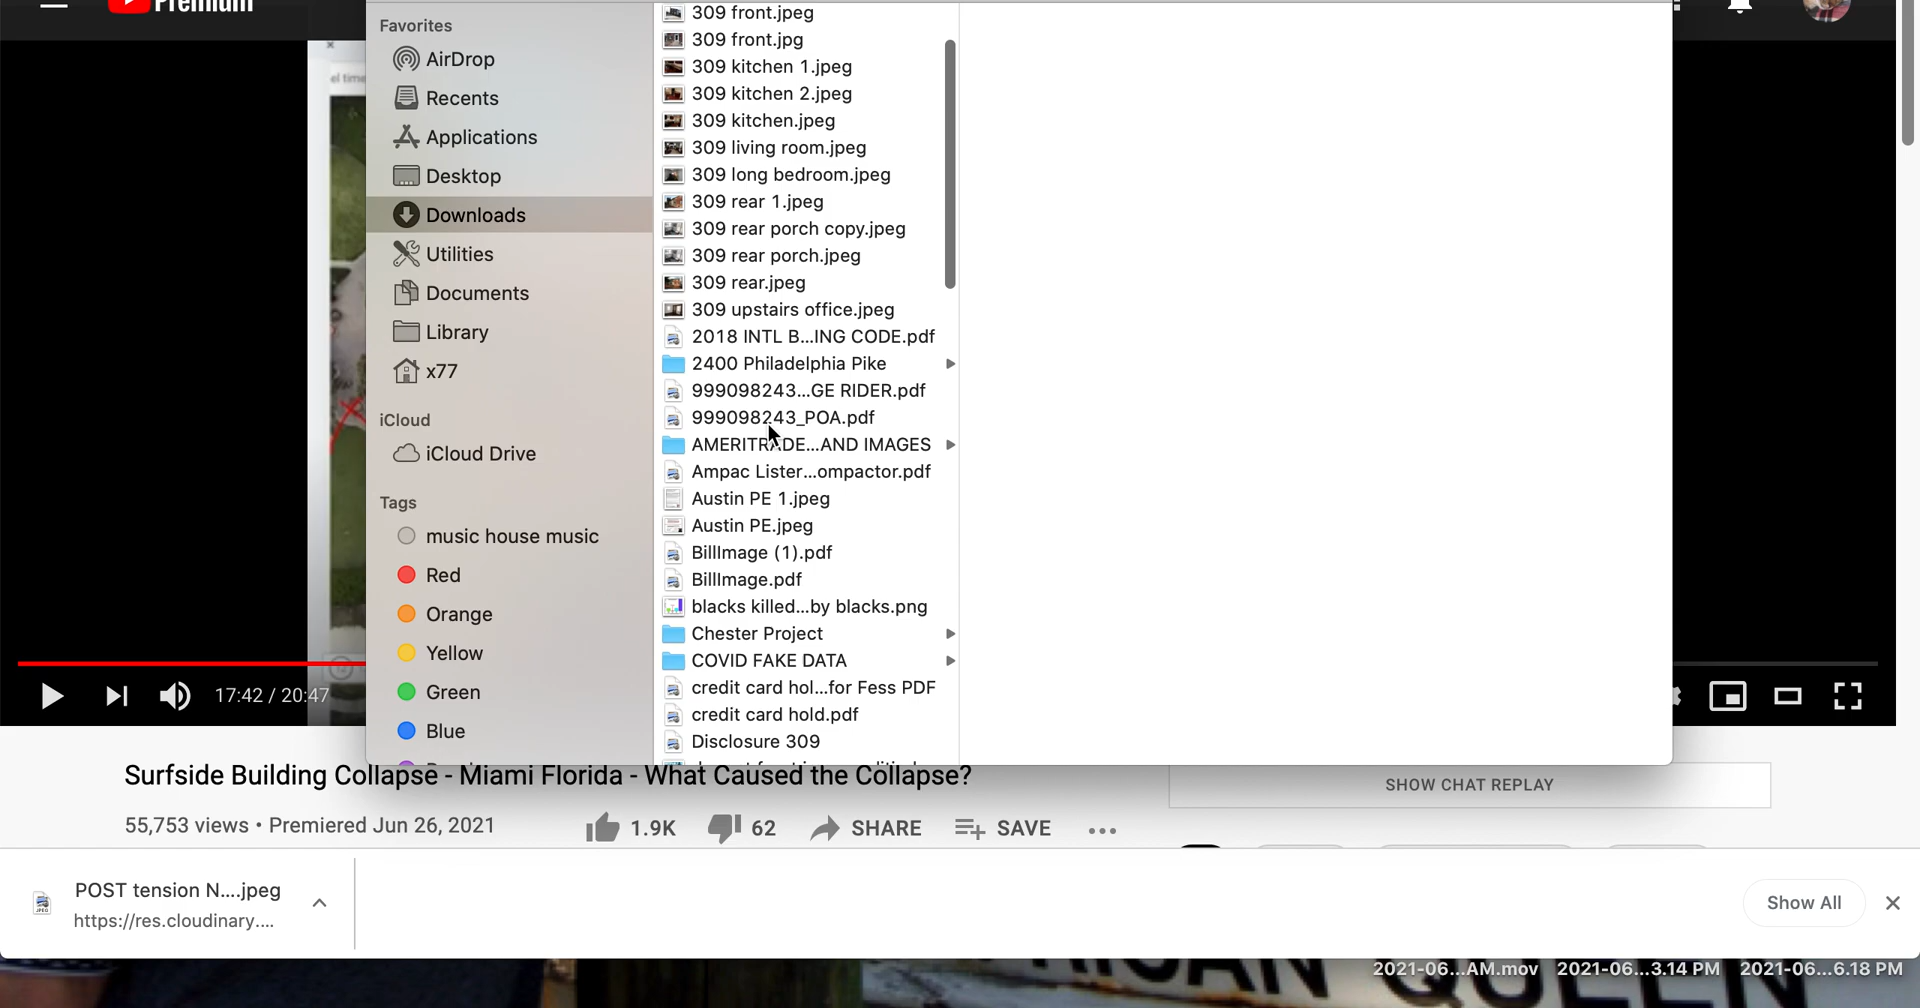 Premium
Favorites
AirDrop
Recents
Applications
Desktop
Downloads
Utilities
Documents
Library
x77
iCloud
iCloud Drive
Tags
music house music
Red
Orange
Yellow
Green
Blue
309 front.jpeg
309 front.jpg
309 kitchen 1.jpeg
309 kitchen 2.jpeg
309 kitchen.jpeg
309 living room.jpeg
309 long bedroom.jpeg
309 rear 1.jpeg
309 rear porch copy.jpeg
309 rear porch.jpeg
309 rear.jpeg
309 upstairs office.jpeg
2018 INTL B...ING CODE.pdf
2400 Philadelphia Pike
999098243...GE RIDER.pdf
999098243_POA.pdf
AMERITRADE...AND IMAGES
Ampac Lister...ompactor.pdf
Austin PE 1.jpeg
Austin PE.jpeg
BillImage (1).pdf
BillImage.pdf
blacks killed...by blacks.png
Chester Project
COVID FAKE DATA
credit card hol...for Fess PDF
credit card hold.pdf
Disclosure 309
el time
17:42 / 20:47
Surfside Building Collapse - Miami Florida - What Caused the Collapse?
55,753 views • Premiered Jun 26, 2021
1.9K
62
SHARE
SAVE
SHOW CHAT REPLAY
POST tension N....jpeg
https://res.cloudinary....
Show All
2021-06...AM.mov
2021-06...3.14 PM
2021-06...6.18 PM
QUEEN